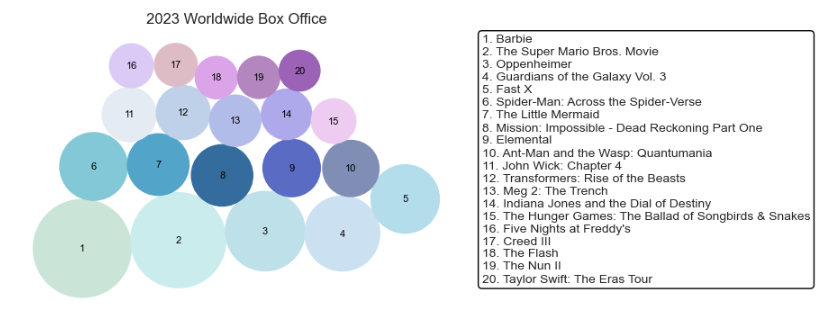 2023 Worldwide Box Office
16
17
18
19
20
11
12
13
14
15
6
7
8
9
10
5
1
2
3
4
1. Barbie
2. The Super Mario Bros. Movie
3. Oppenheimer
4. Guardians of the Galaxy Vol. 3
5. Fast X
6. Spider-Man: Across the Spider-Verse
7. The Little Mermaid
8. Mission: Impossible - Dead Reckoning Part One
9. Elemental
10. Ant-Man and the Wasp: Quantumania
11. John Wick: Chapter 4
12. Transformers: Rise of the Beasts
13. Meg 2: The Trench
14. Indiana Jones and the Dial of Destiny
15. The Hunger Games: The Ballad of Songbirds & Snakes
16. Five Nights at Freddy's
17. Creed III
18. The Flash
19. The Nun II
20. Taylor Swift: The Eras Tour